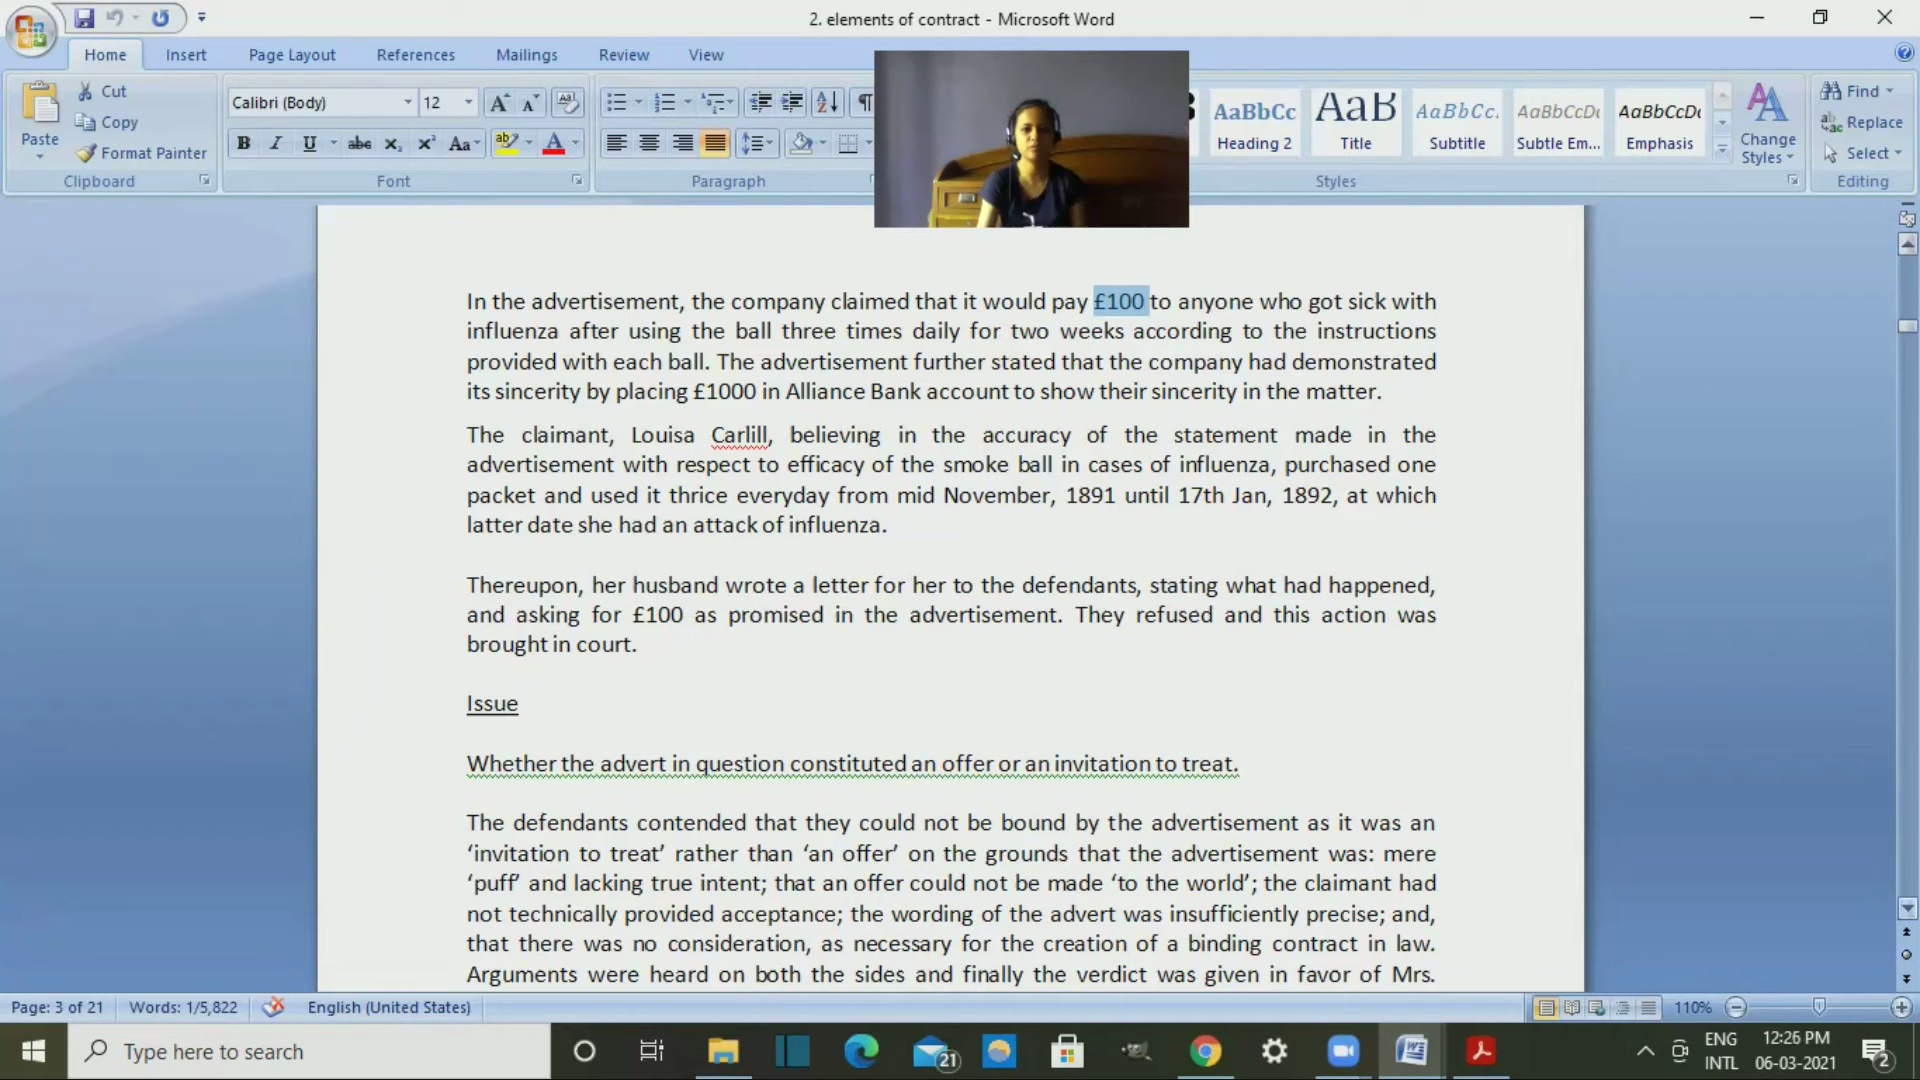 2. elements of contract - Microsoft Word
Home Insert Page Layout References Mailings Review View
Paste
Cut
Copy
Format Painter
Clipboard
Calibri (Body) 12
Font
Paragraph
AaBbCc AaB AaBbCc. AaBbCcDc AaBbCcDc
Heading 2 Title Subtitle Subtle Em... Emphasis
Change Styles
Styles
Find
Replace
Select
Editing
In the advertisement, the company claimed that it would pay £100 to anyone who got sick with
influenza after using the ball three times daily for two weeks according to the instructions
provided with each ball. The advertisement further stated that the company had demonstrated
its sincerity by placing £1000 in Alliance Bank account to show their sincerity in the matter.
The claimant, Louisa Carlill, believing in the accuracy of the statement made in the
advertisement with respect to efficacy of the smoke ball in cases of influenza, purchased one
packet and used it thrice everyday from mid November, 1891 until 17th Jan, 1892, at which
latter date she had an attack of influenza.
Thereupon, her husband wrote a letter for her to the defendants, stating what had happened,
and asking for £100 as promised in the advertisement. They refused and this action was
brought in court.
Issue
Whether the advert in question constituted an offer or an invitation to treat.
The defendants contended that they could not be bound by the advertisement as it was an
‘invitation to treat’ rather than ‘an offer’ on the grounds that the advertisement was: mere
‘puff’ and lacking true intent; that an offer could not be made ‘to the world’; the claimant had
not technically provided acceptance; the wording of the advert was insufficiently precise; and,
that there was no consideration, as necessary for the creation of a binding contract in law.
Arguments were heard on both the sides and finally the verdict was given in favor of Mrs.
Page: 3 of 21 Words: 1/5,822 English (United States) 110%
Type here to search
21
ENG
INTL
12:26 PM
06-03-2021
2